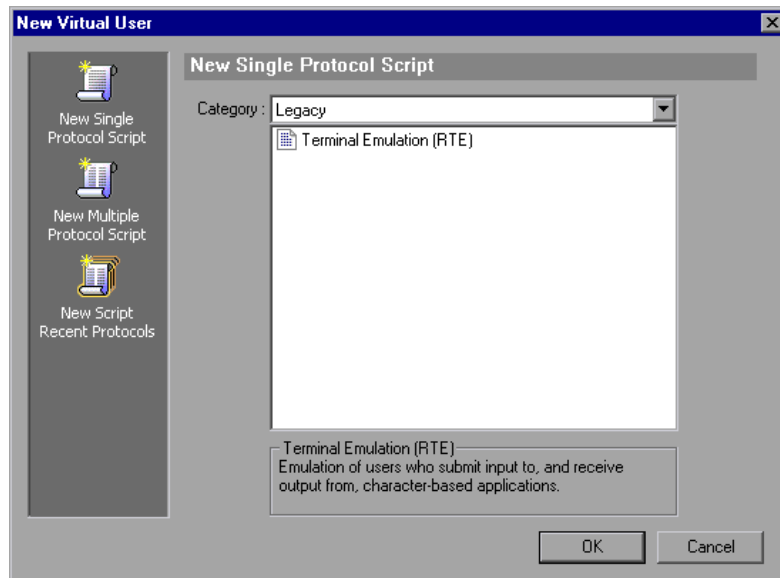 New Virtual User
New Single
Protocol Script
New Multiple
Protocol Script
New Script
Recent Protocols
New Single Protocol Script
Category : Legacy
Terminal Emulation (RTE)
Terminal Emulation (RTE)
Emulation of users who submit input to, and receive
output from, character-based applications.
OK Cancel